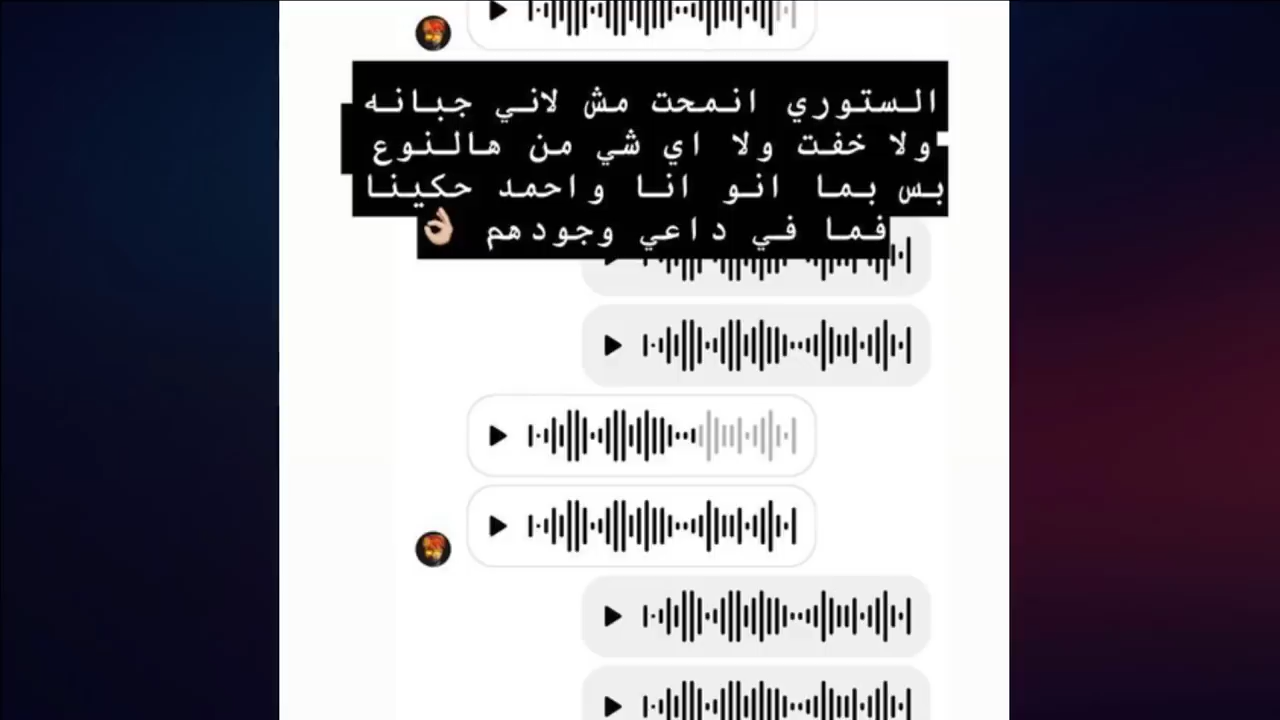 الستوري انمحت مش لاني جبانه
ولا خفت ولا اي شي من هالنوع
بس بما انو انا واحمد حكينا
فما في داعي وجودهم 👌🏼